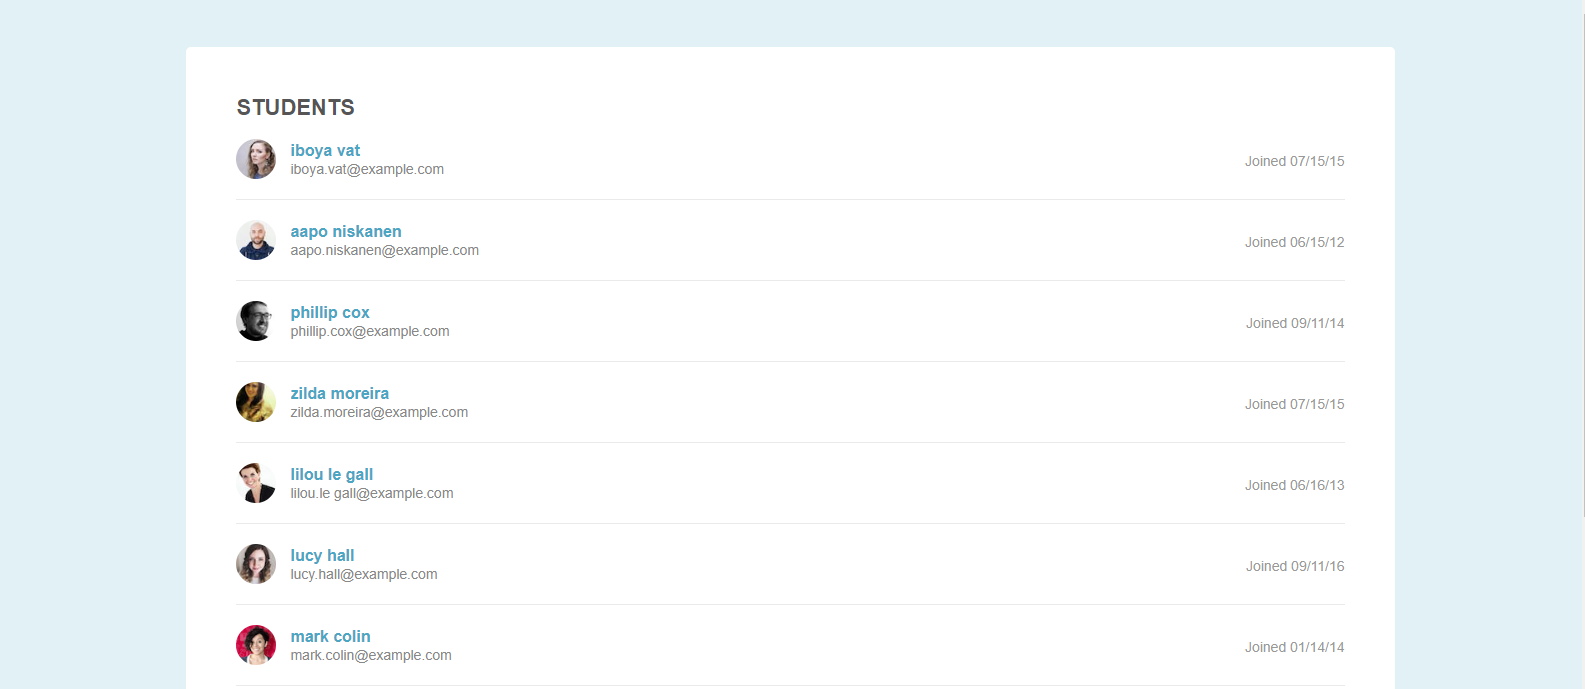 STUDENTS
iboya vat
iboya.vat@example.com
Joined 07/15/15
aapo niskanen
aapo.niskanen@example.com
Joined 06/15/12
phillip cox
phillip.cox@example.com
Joined 09/11/14
zilda moreira
zilda.moreira@example.com
Joined 07/15/15
lilou le gall
lilou.le gall@example.com
Joined 06/16/13
lucy hall
lucy.hall@example.com
Joined 09/11/16
mark colin
mark.colin@example.com
Joined 01/14/14